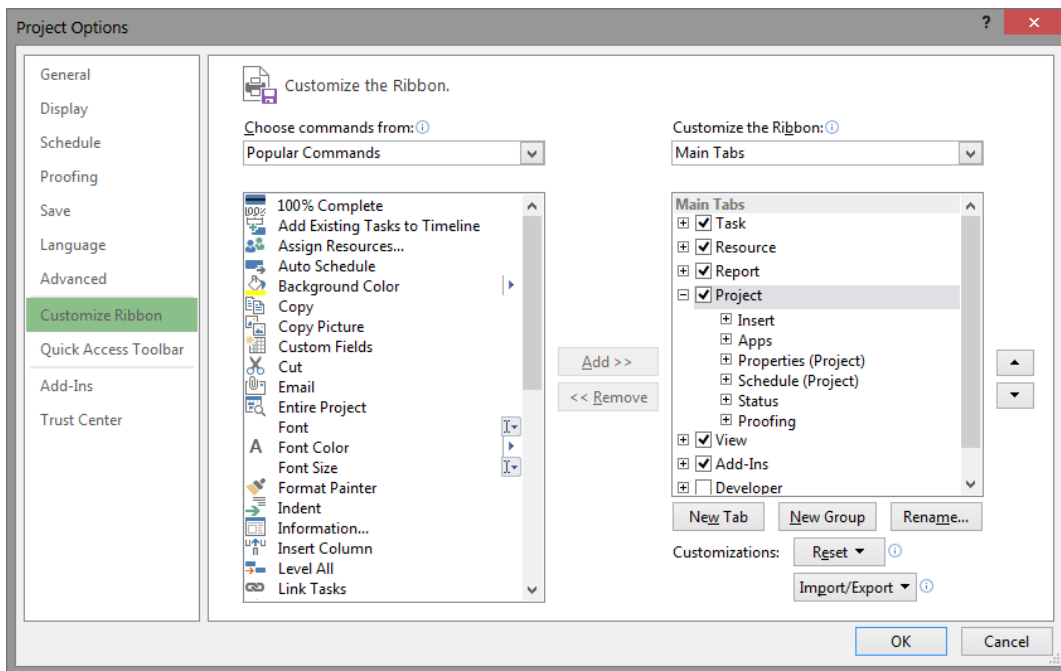 Project Options
?
General
Display
Schedule
Proofing
Save
Language
Advanced
Customize Ribbon
Quick Access Toolbar
Add-Ins
Trust Center
Customize the Ribbon.
Choose commands from:
Popular Commands
100% Complete
Add Existing Tasks to Timeline
Assign Resources...
Auto Schedule
Background Color
Copy
Copy Picture
Custom Fields
Cut
Email
Entire Project
Font
Font Color
Font Size
Format Painter
Indent
Information...
Insert Column
Level All
Link Tasks
Add >>
<< Remove
Customize the Ribbon:
Main Tabs
Main Tabs
Task
Resource
Report
Project
Insert
Apps
Properties (Project)
Schedule (Project)
Status
Proofing
View
Add-Ins
Developer
New Tab
New Group
Rename...
Customizations:
Reset
Import/Export
OK
Cancel